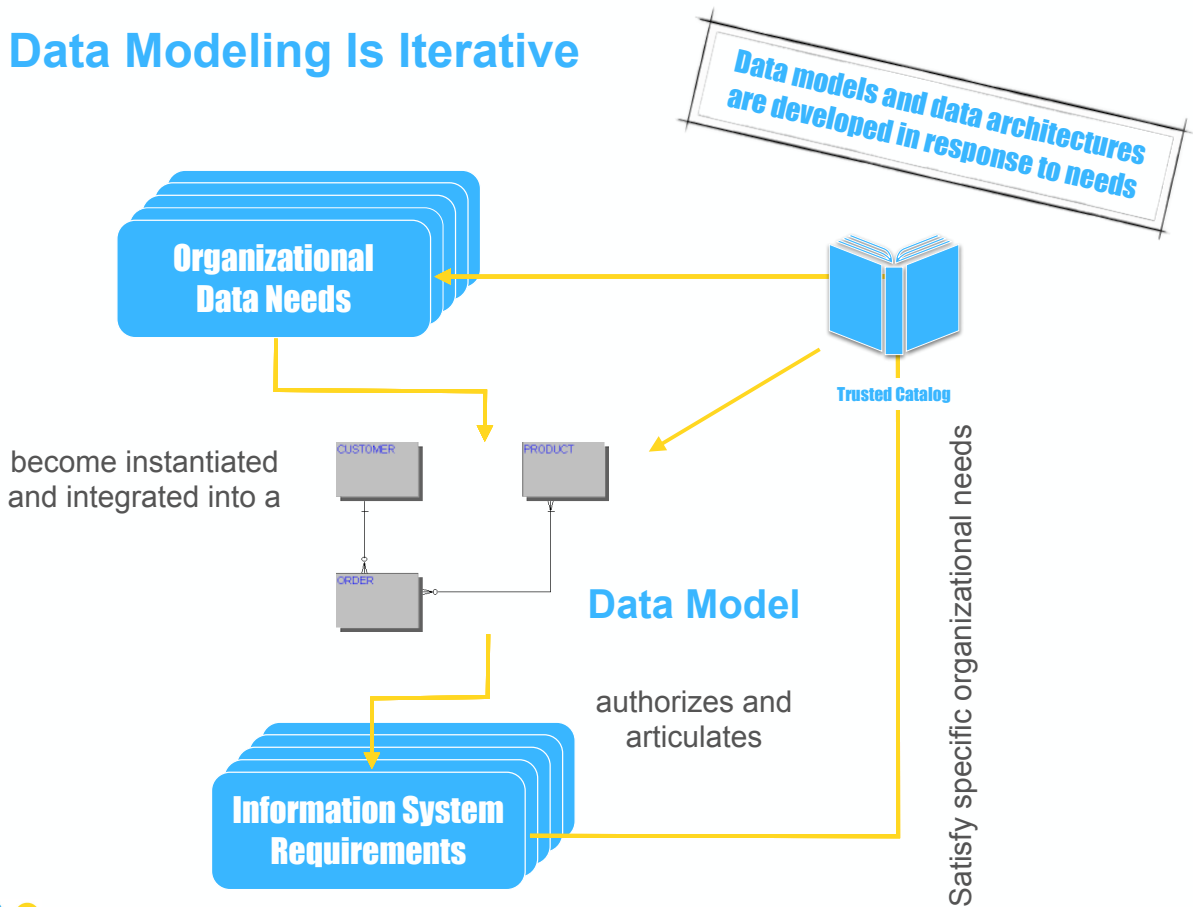 Data Modeling Is Iterative
Data models and data architectures
are developed in response to needs
Organizational
Data Needs
Trusted Catalog
become instantiated
and integrated into a
CUSTOMER
PRODUCT
ORDER
Data Model
authorizes and
articulates
Information System
Requirements
Satisfy specific organizational needs